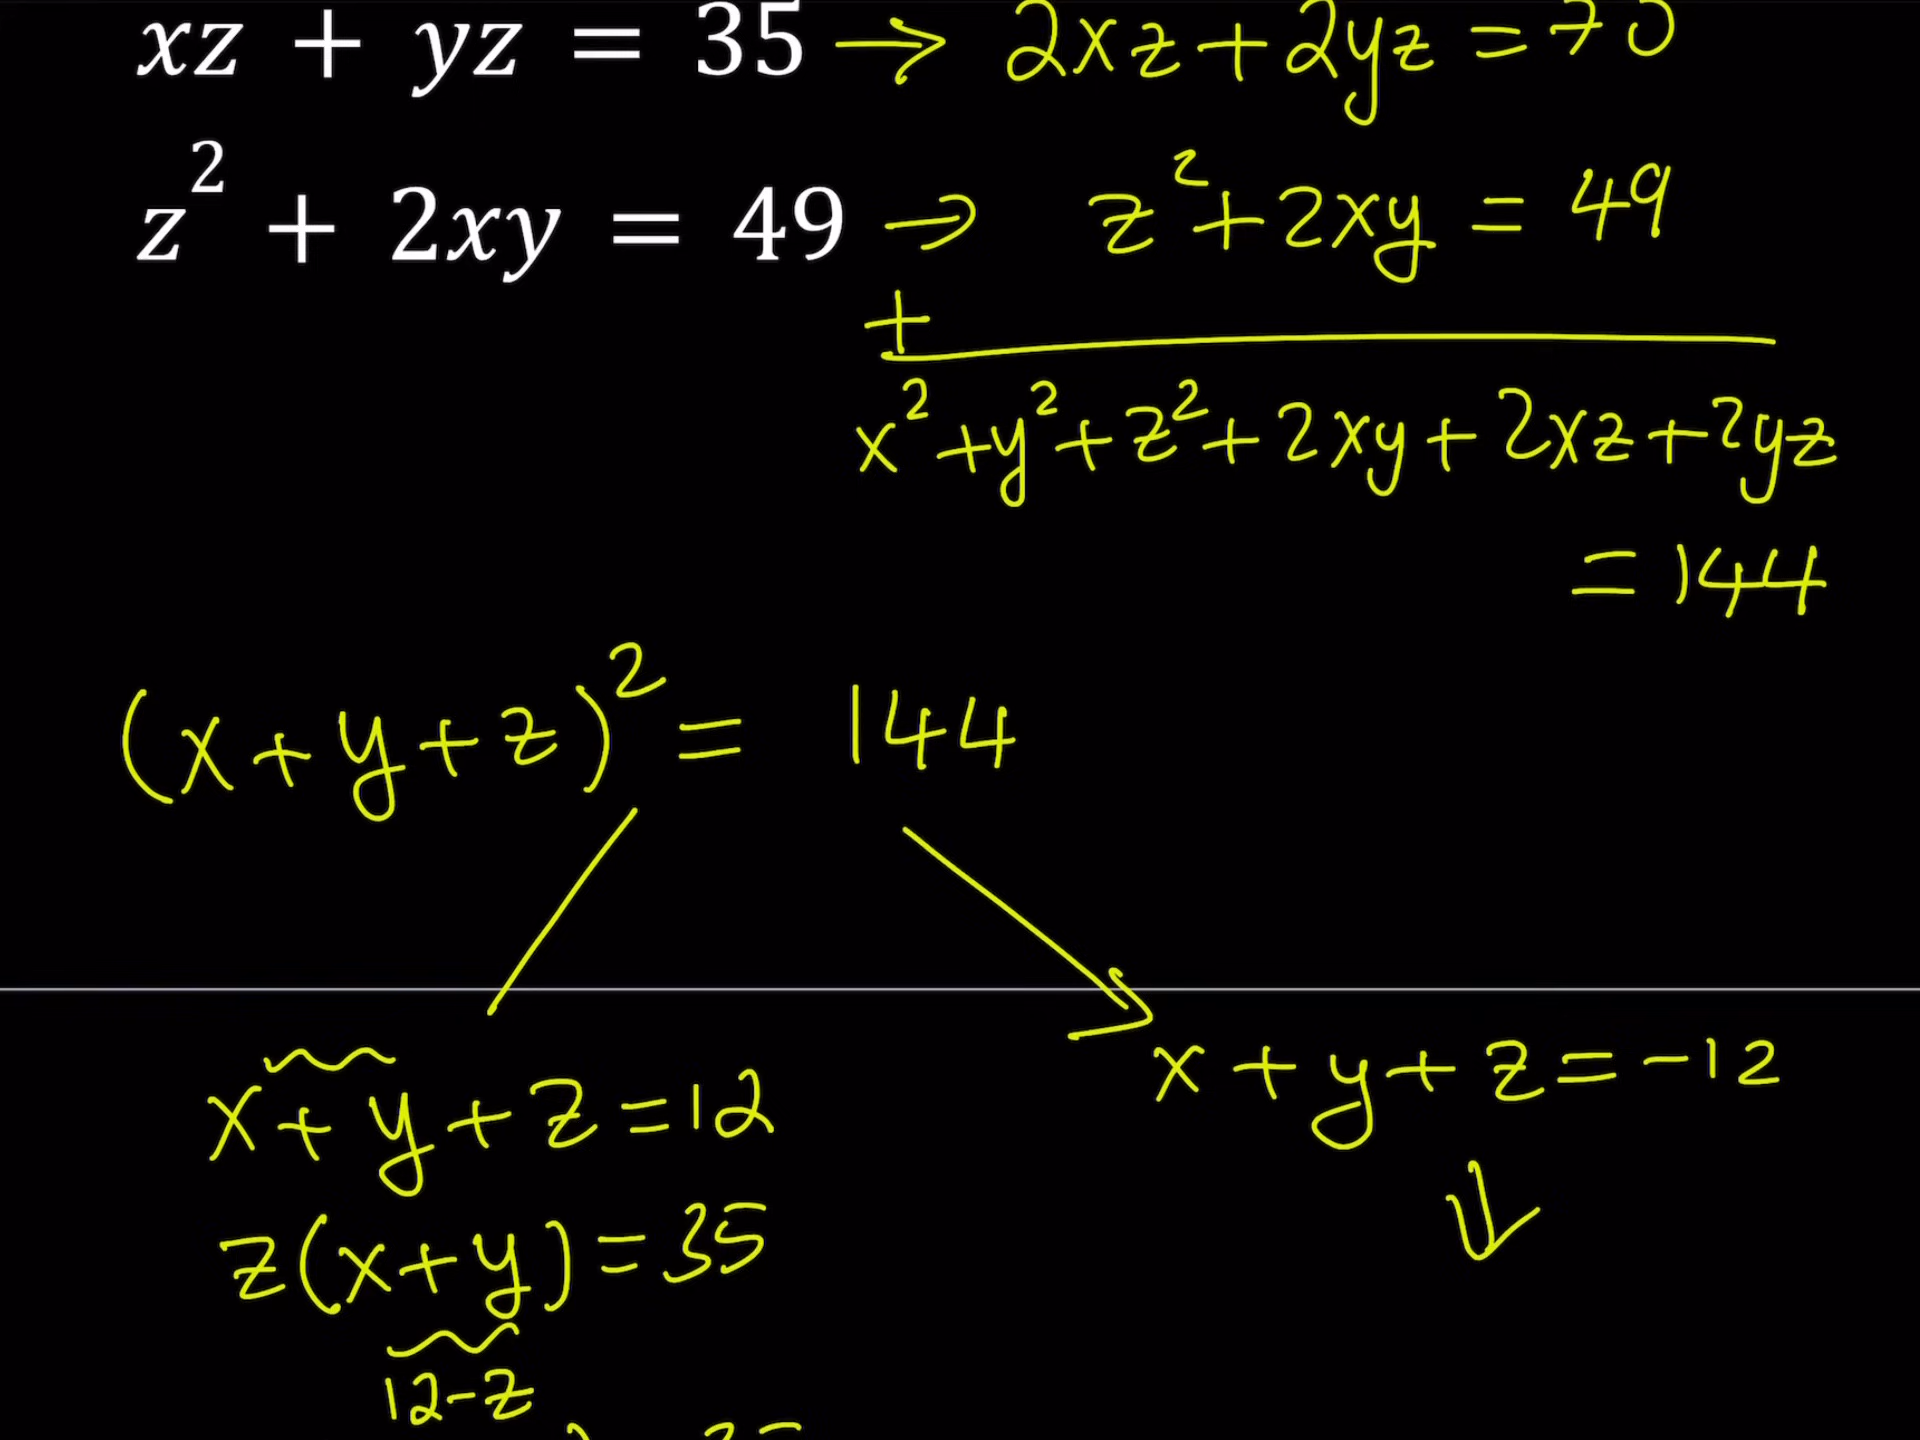 xz + yz = 35 → 2xz + 2yz = 70
z² + 2xy = 49 → z² + 2xy = 49
+
x² + y² + z² + 2xy + 2xz + 2yz
= 144
(x + y + z)² = 144
x + y + z = 12
x + y + z = -12
z(x + y) = 35
12 - z